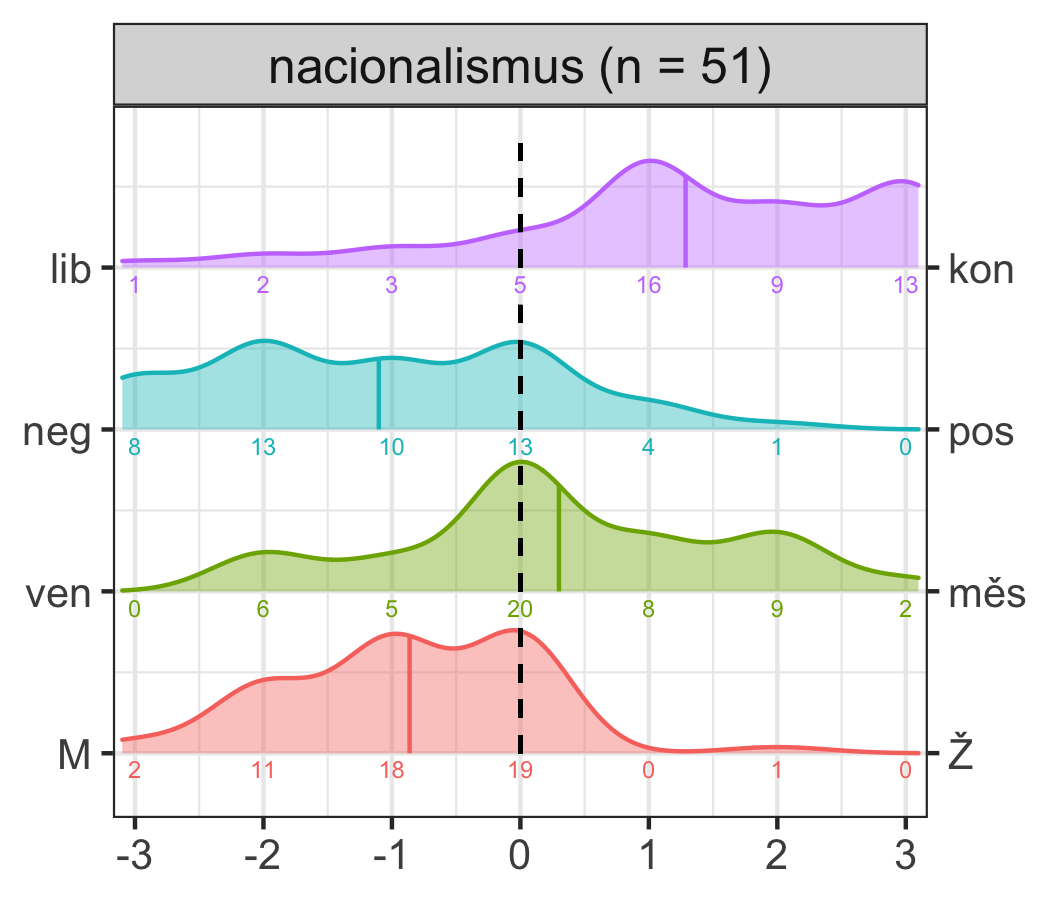 nacionalismus (n = 51)
lib kon
1 2 3 5 16 9 13
neg pos
8 13 10 13 4 1 0
ven měs
0 6 5 20 8 9 2
M Ž
2 11 18 19 0 1 0
-3 -2 -1 0 1 2 3